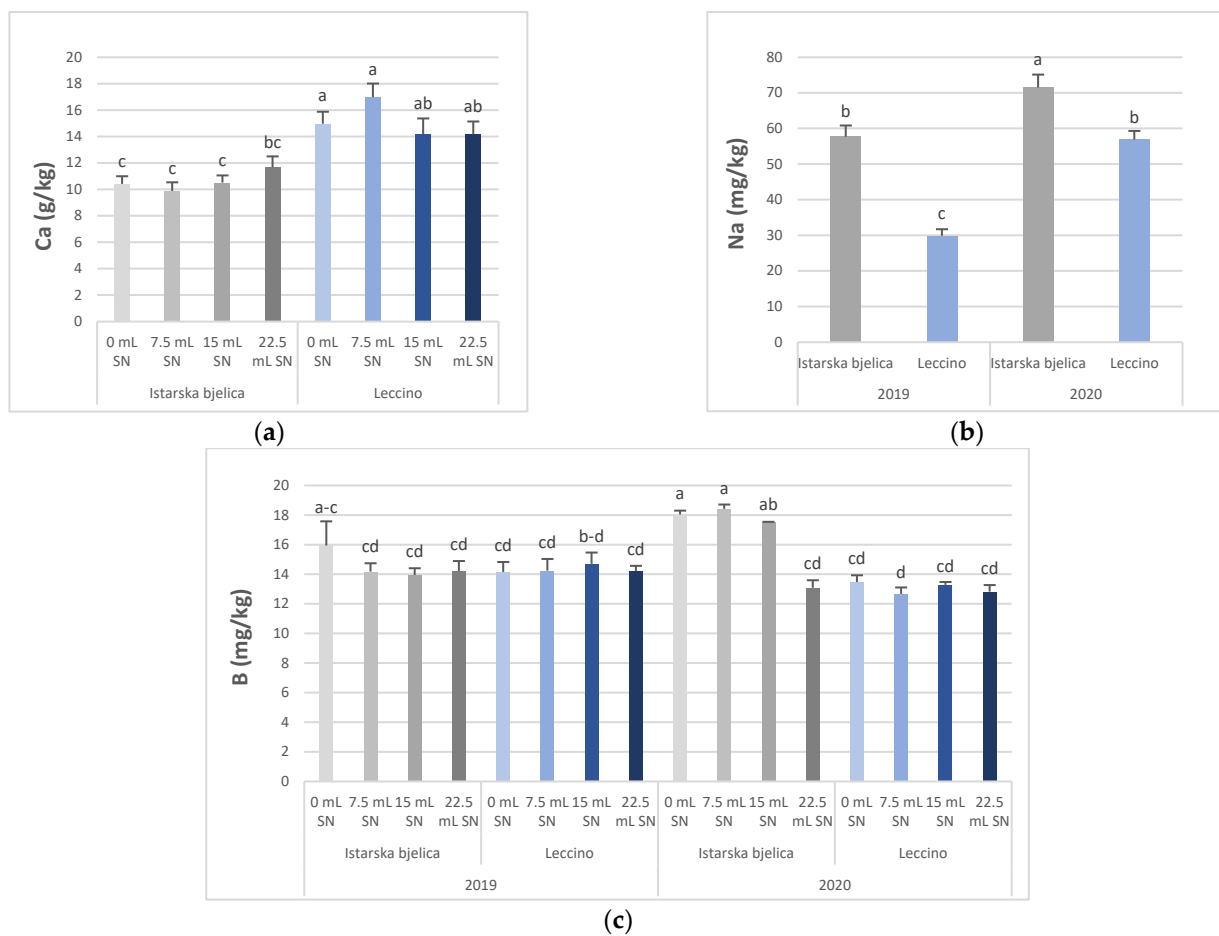 Ca (g/kg)
20
18
16
14
12
10
8
6
4
2
0
c c c bc a a ab ab
0 mL 7.5 mL 15 mL 22.5 0 mL 7.5 mL 15 mL 22.5
SN SN SN mL SN SN SN SN mL SN
Istarska bjelica Leccino
(a)
Na (mg/kg)
80
70
60
50
40
30
20
10
0
b c a b
Istarska bjelica Leccino Istarska bjelica Leccino
2019 2020
(b)
B (mg/kg)
20
18
16
14
12
10
8
6
4
2
0
a-c cd cd cd cd cd b-d cd a a ab cd cd d cd cd
0 mL 7.5 mL 15 mL 22.5 0 mL 7.5 mL 15 mL 22.5 0 mL 7.5 mL 15 mL 22.5 0 mL 7.5 mL 15 mL 22.5
SN SN SN mL SN SN SN SN mL SN SN SN SN mL SN SN SN SN mL SN
Istarska bjelica Leccino Istarska bjelica Leccino
2019 2020
(c)